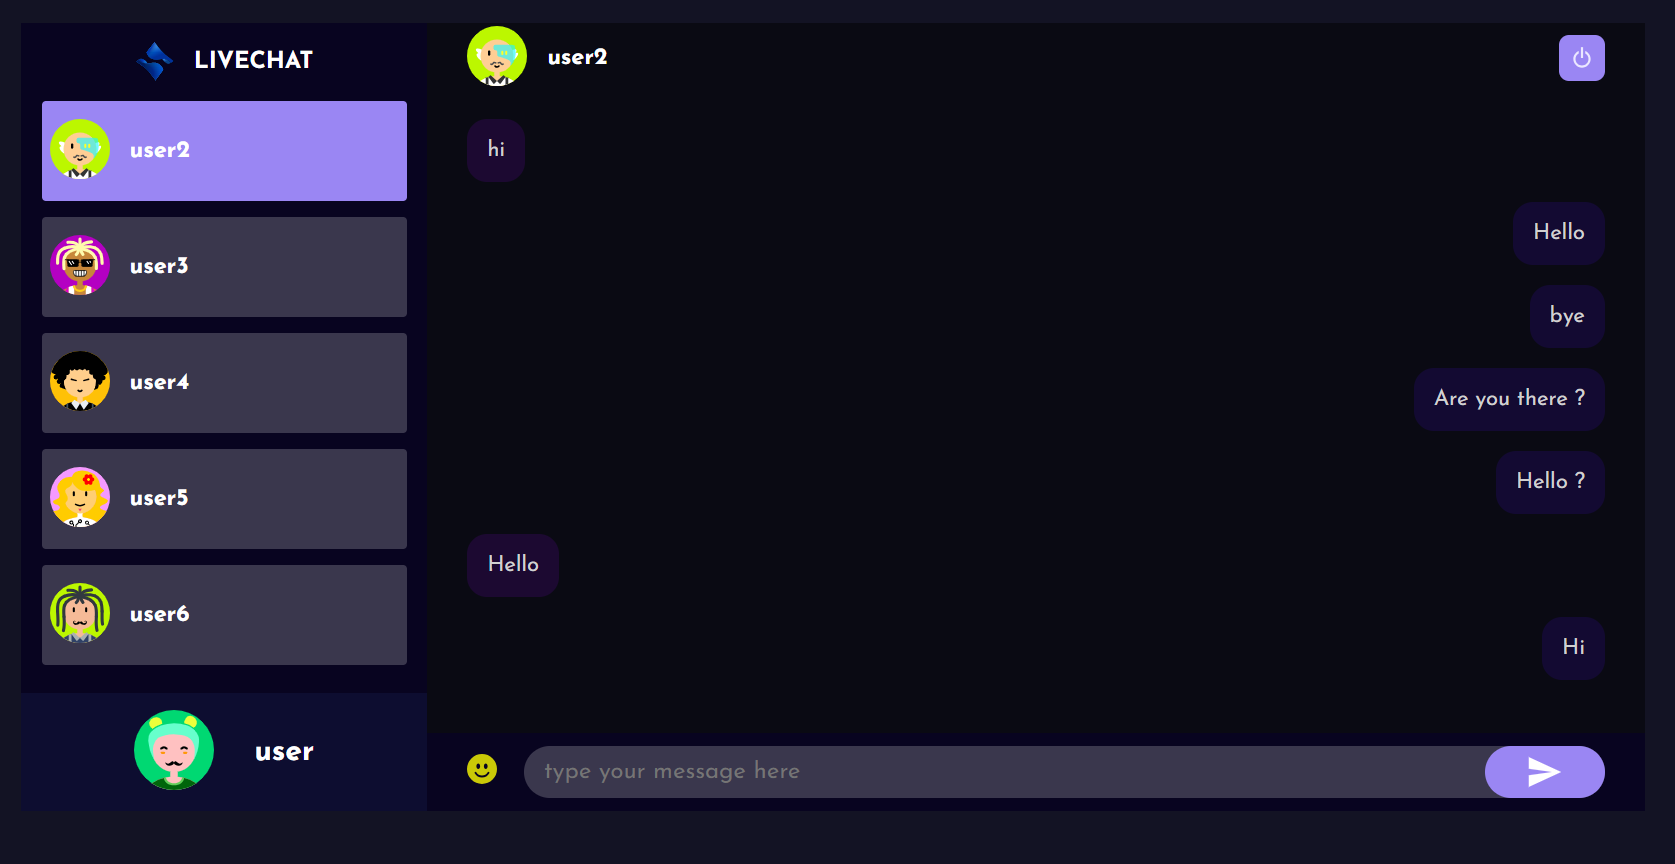 LIVECHAT
user2
user3
user4
user5
user6
user
user2
hi
Hello
bye
Are you there ?
Hello ?
Hello
Hi
type your message here